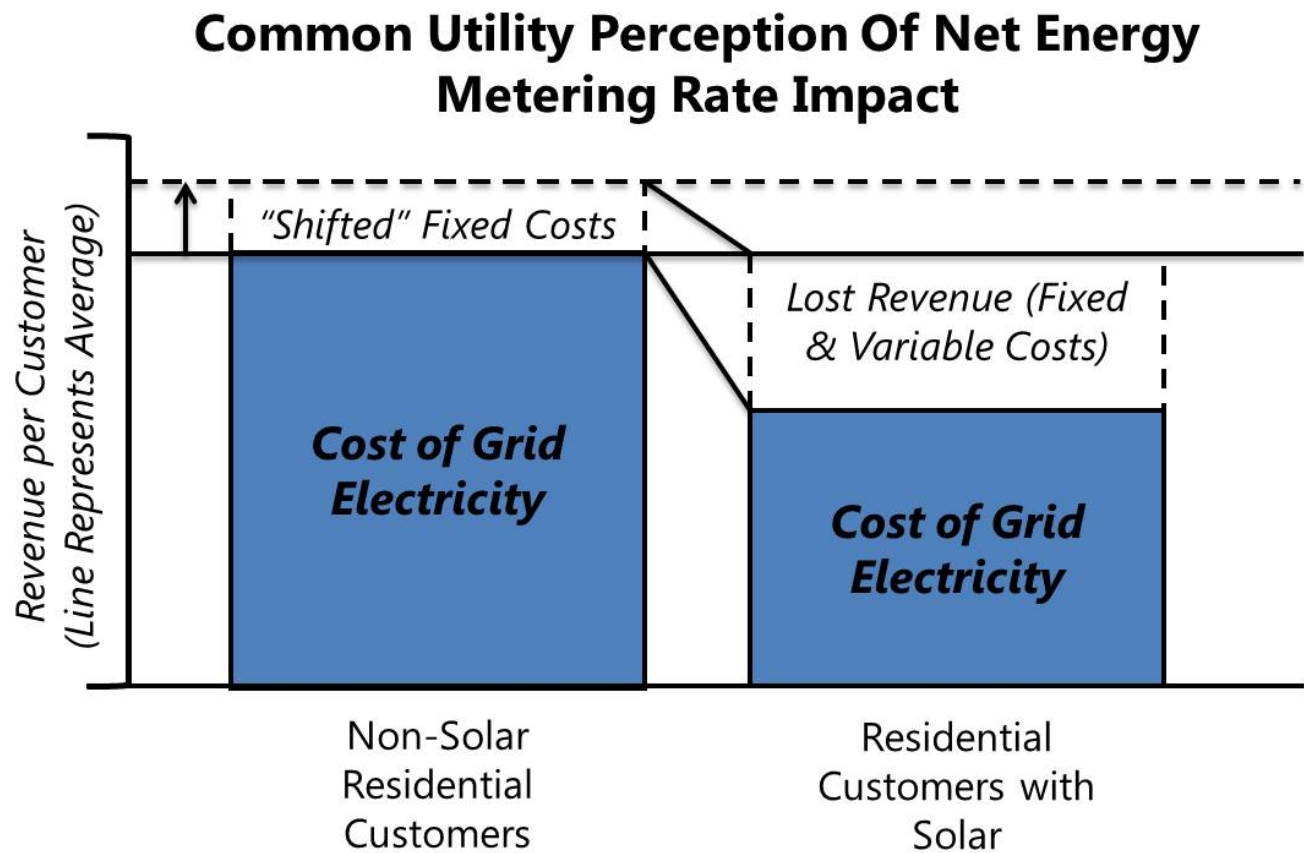 Common Utility Perception Of Net Energy
Metering Rate Impact
Revenue per Customer
(Line Represents Average)
“Shifted” Fixed Costs
Lost Revenue (Fixed
& Variable Costs)
Cost of Grid
Electricity
Cost of Grid
Electricity
Non-Solar
Residential
Customers
Residential
Customers with
Solar